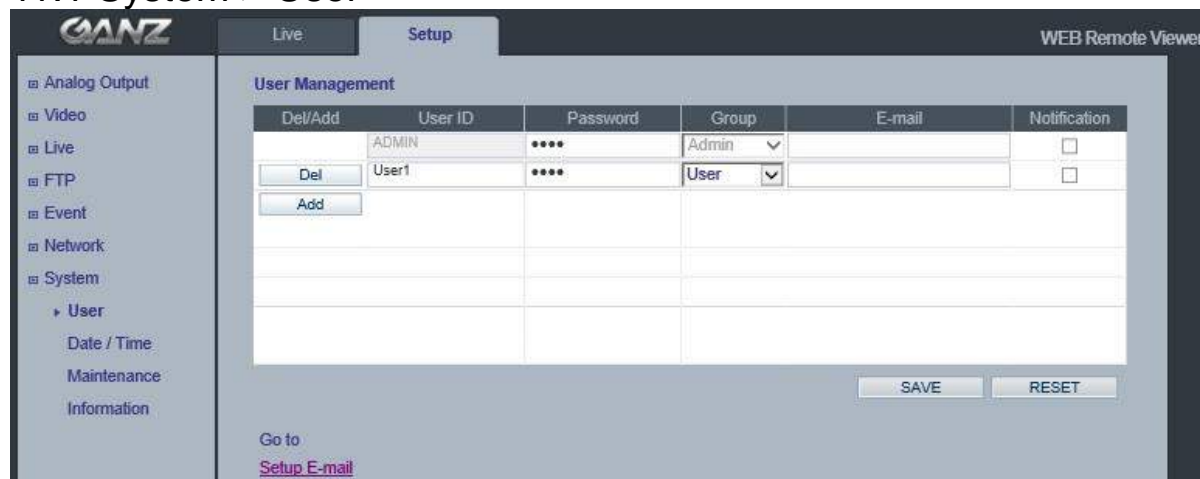 GANZ
Live
Setup
WEB Remote Viewer
Analog Output
Video
Live
FTP
Event
Network
System
User
Date / Time
Maintenance
Information
User Management
Del/Add User ID Password Group E-mail Notification
ADMIN •••• Admin
Del User1 •••• User
Add
SAVE RESET
Go to
Setup E-mail